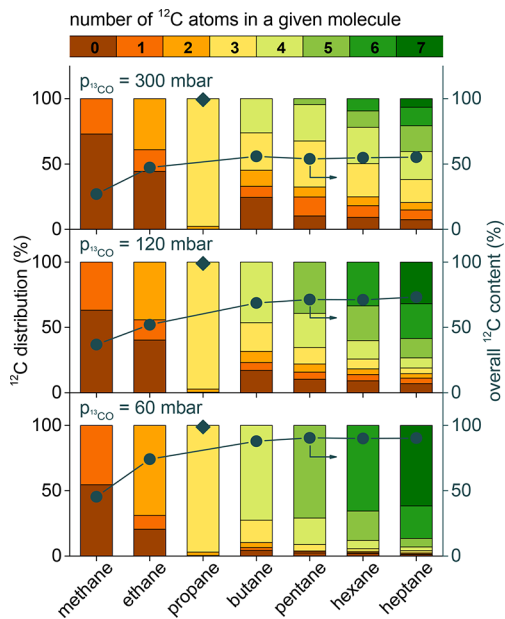 number of ¹²C atoms in a given molecule
0 1 2 3 4 5 6 7
p₁₃CO = 300 mbar
100 100
50 50
0 0
p₁₃CO = 120 mbar
100 100
50 50
0 0
p₁₃CO = 60 mbar
100 100
50 50
0 0
¹²C distribution (%)
overall ¹²C content (%)
methane ethane propane butane pentane hexane heptane